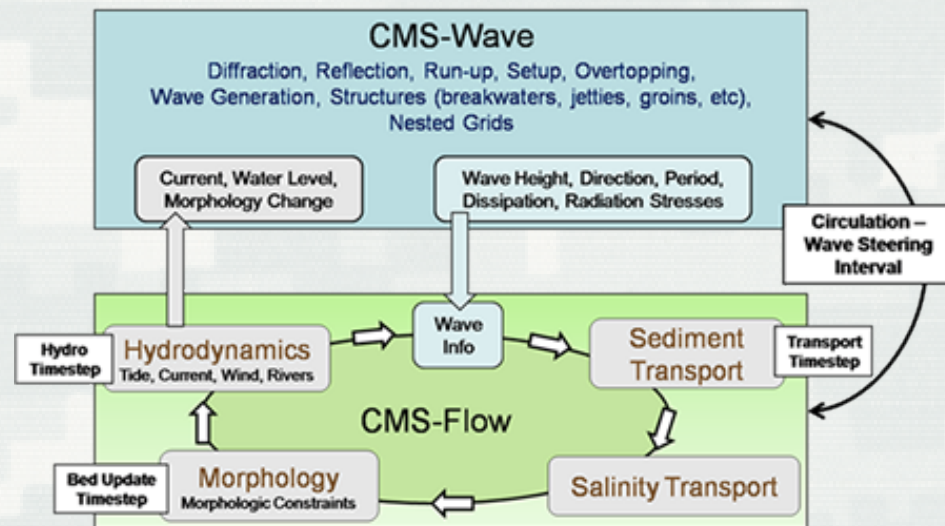 CMS-Wave
Diffraction, Reflection, Run-up, Setup, Overtopping,
Wave Generation, Structures (breakwaters, jetties, groins, etc),
Nested Grids
Current, Water Level,
Morphology Change
Wave Height, Direction, Period,
Dissipation, Radiation Stresses
Circulation –
Wave Steering
Interval
Hydro
Timestep
Hydrodynamics
Tide, Current, Wind, Rivers
Wave
Info
Sediment
Transport
Transport
Timestep
CMS-Flow
Bed Update
Timestep
Morphology
Morphologic Constraints
Salinity Transport